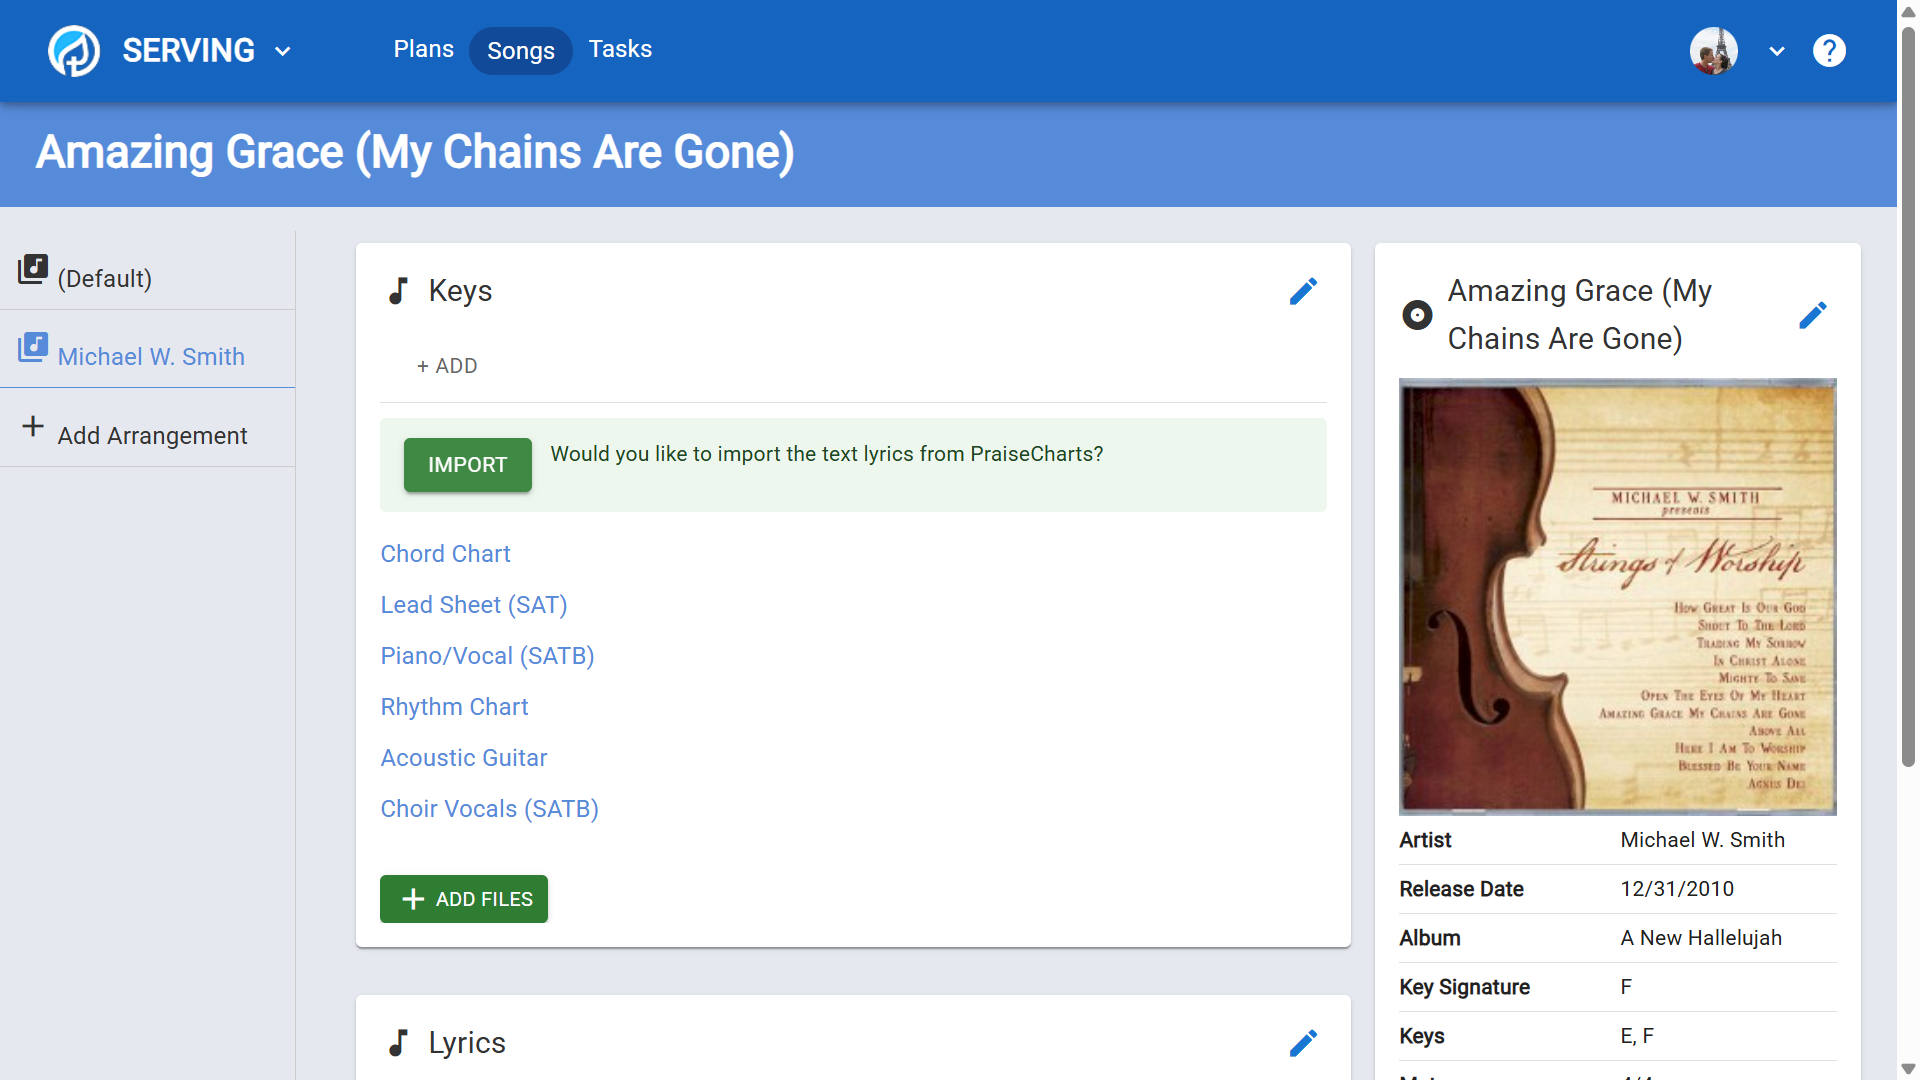 SERVING
Plans
Songs
Tasks
Amazing Grace (My Chains Are Gone)
(Default)
Michael W. Smith
Add Arrangement
Keys
+ ADD
IMPORT
Would you like to import the text lyrics from PraiseCharts?
Chord Chart
Lead Sheet (SAT)
Piano/Vocal (SATB)
Rhythm Chart
Acoustic Guitar
Choir Vocals (SATB)
ADD FILES
Lyrics
Amazing Grace (My
Chains Are Gone)
MICHAEL W. SMITH
presents
Strings of Worship
How Great Is Our God
Shout To The Lord
Trading My Sorrow
In Christ Alone
Mighty To Save
Open The Eyes Of My Heart
Amazing Grace My Chains Are Gone
Above All
Here I Am To Worship
Blessed Be Your Name
Agnus Dei
Artist Michael W. Smith
Release Date 12/31/2010
Album A New Hallelujah
Key Signature F
Keys E, F